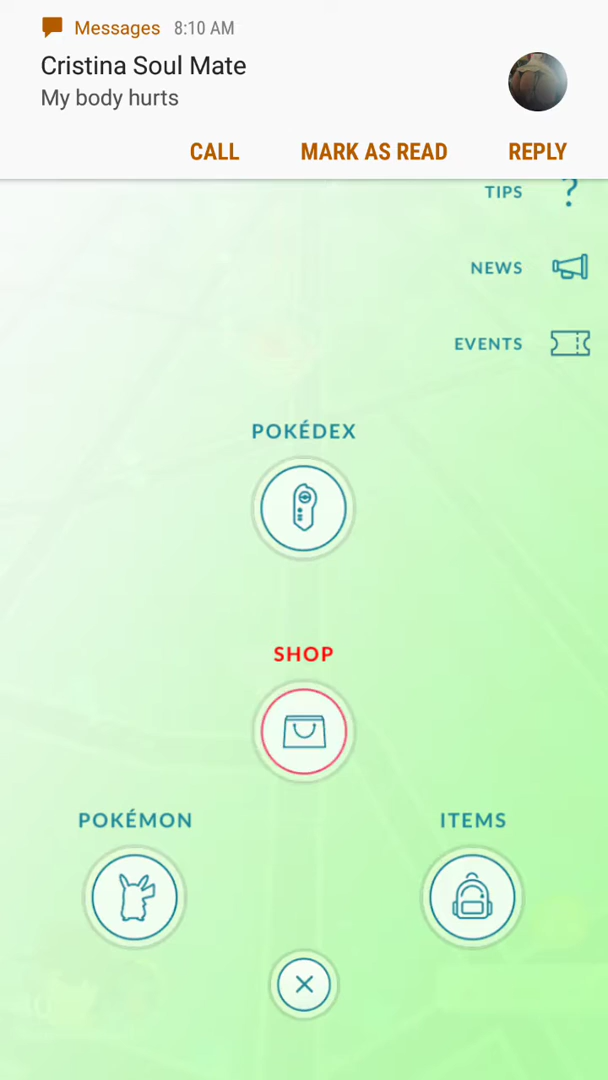 Messages 8:10 AM
Cristina Soul Mate
My body hurts
CALL MARK AS READ REPLY
TIPS ?
NEWS
EVENTS
POKÉDEX
SHOP
POKÉMON
ITEMS